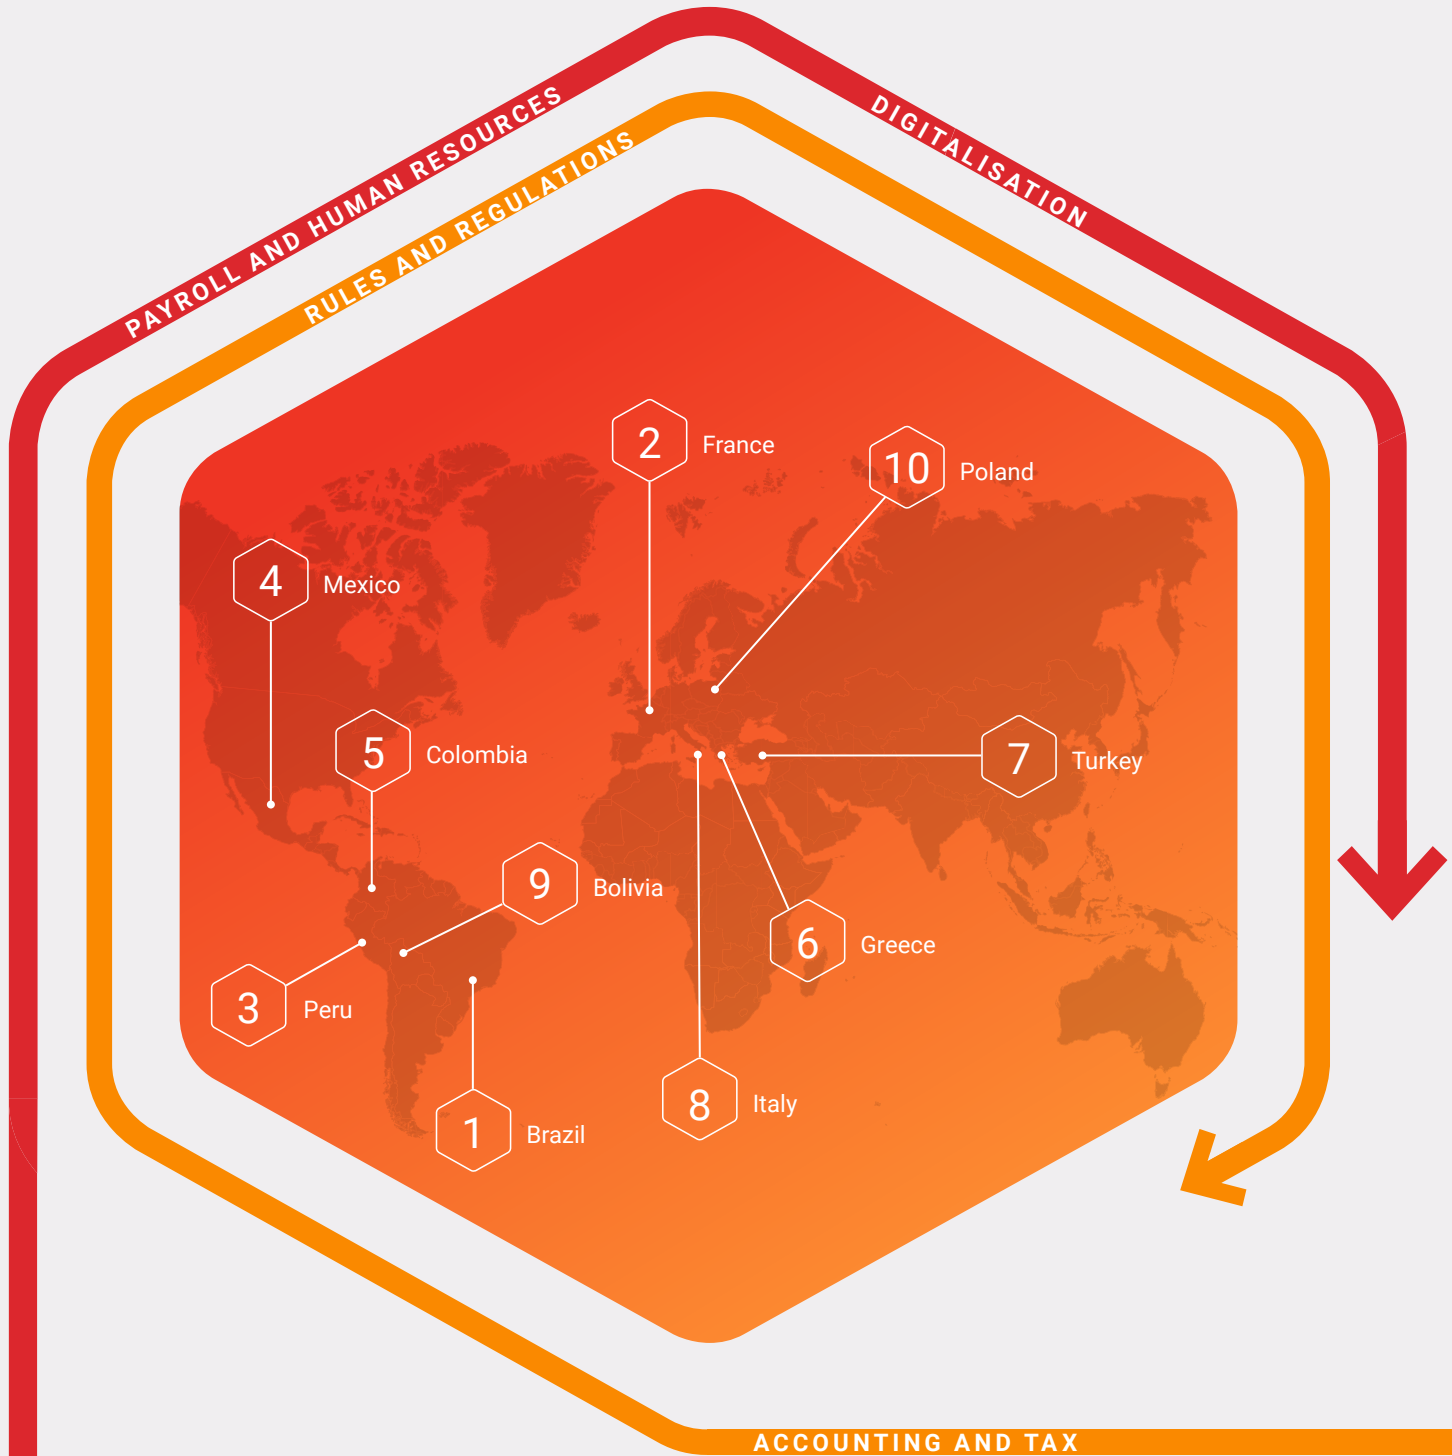 PAYROLL AND HUMAN RESOURCES
DIGITALISATION
RULES AND REGULATIONS
2 France
10 Poland
4 Mexico
5 Colombia
7 Turkey
9 Bolivia
6 Greece
3 Peru
8 Italy
1 Brazil
ACCOUNTING AND TAX